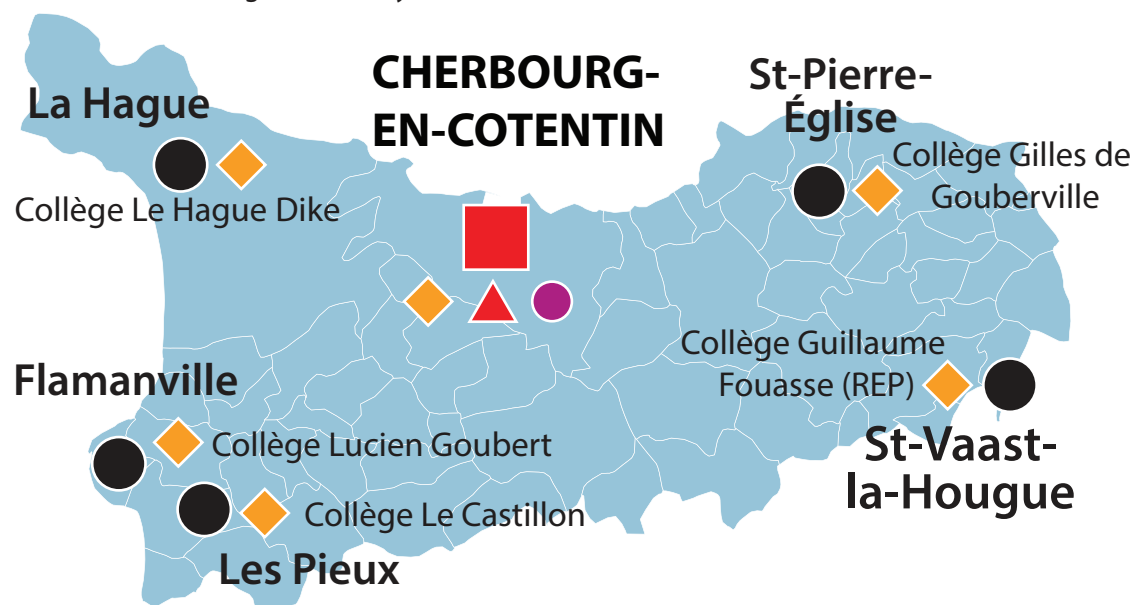 La Hague
CHERBOURG-
EN-COTENTIN
St-Pierre-
Église
Collège Gilles de
Gouberville
Collège Le Hague Dike
Collège Guillaume
Fouasse (REP)
Flamanville
Collège Lucien Goubert
St-Vaast-
la-Hougue
Collège Le Castillon
Les Pieux